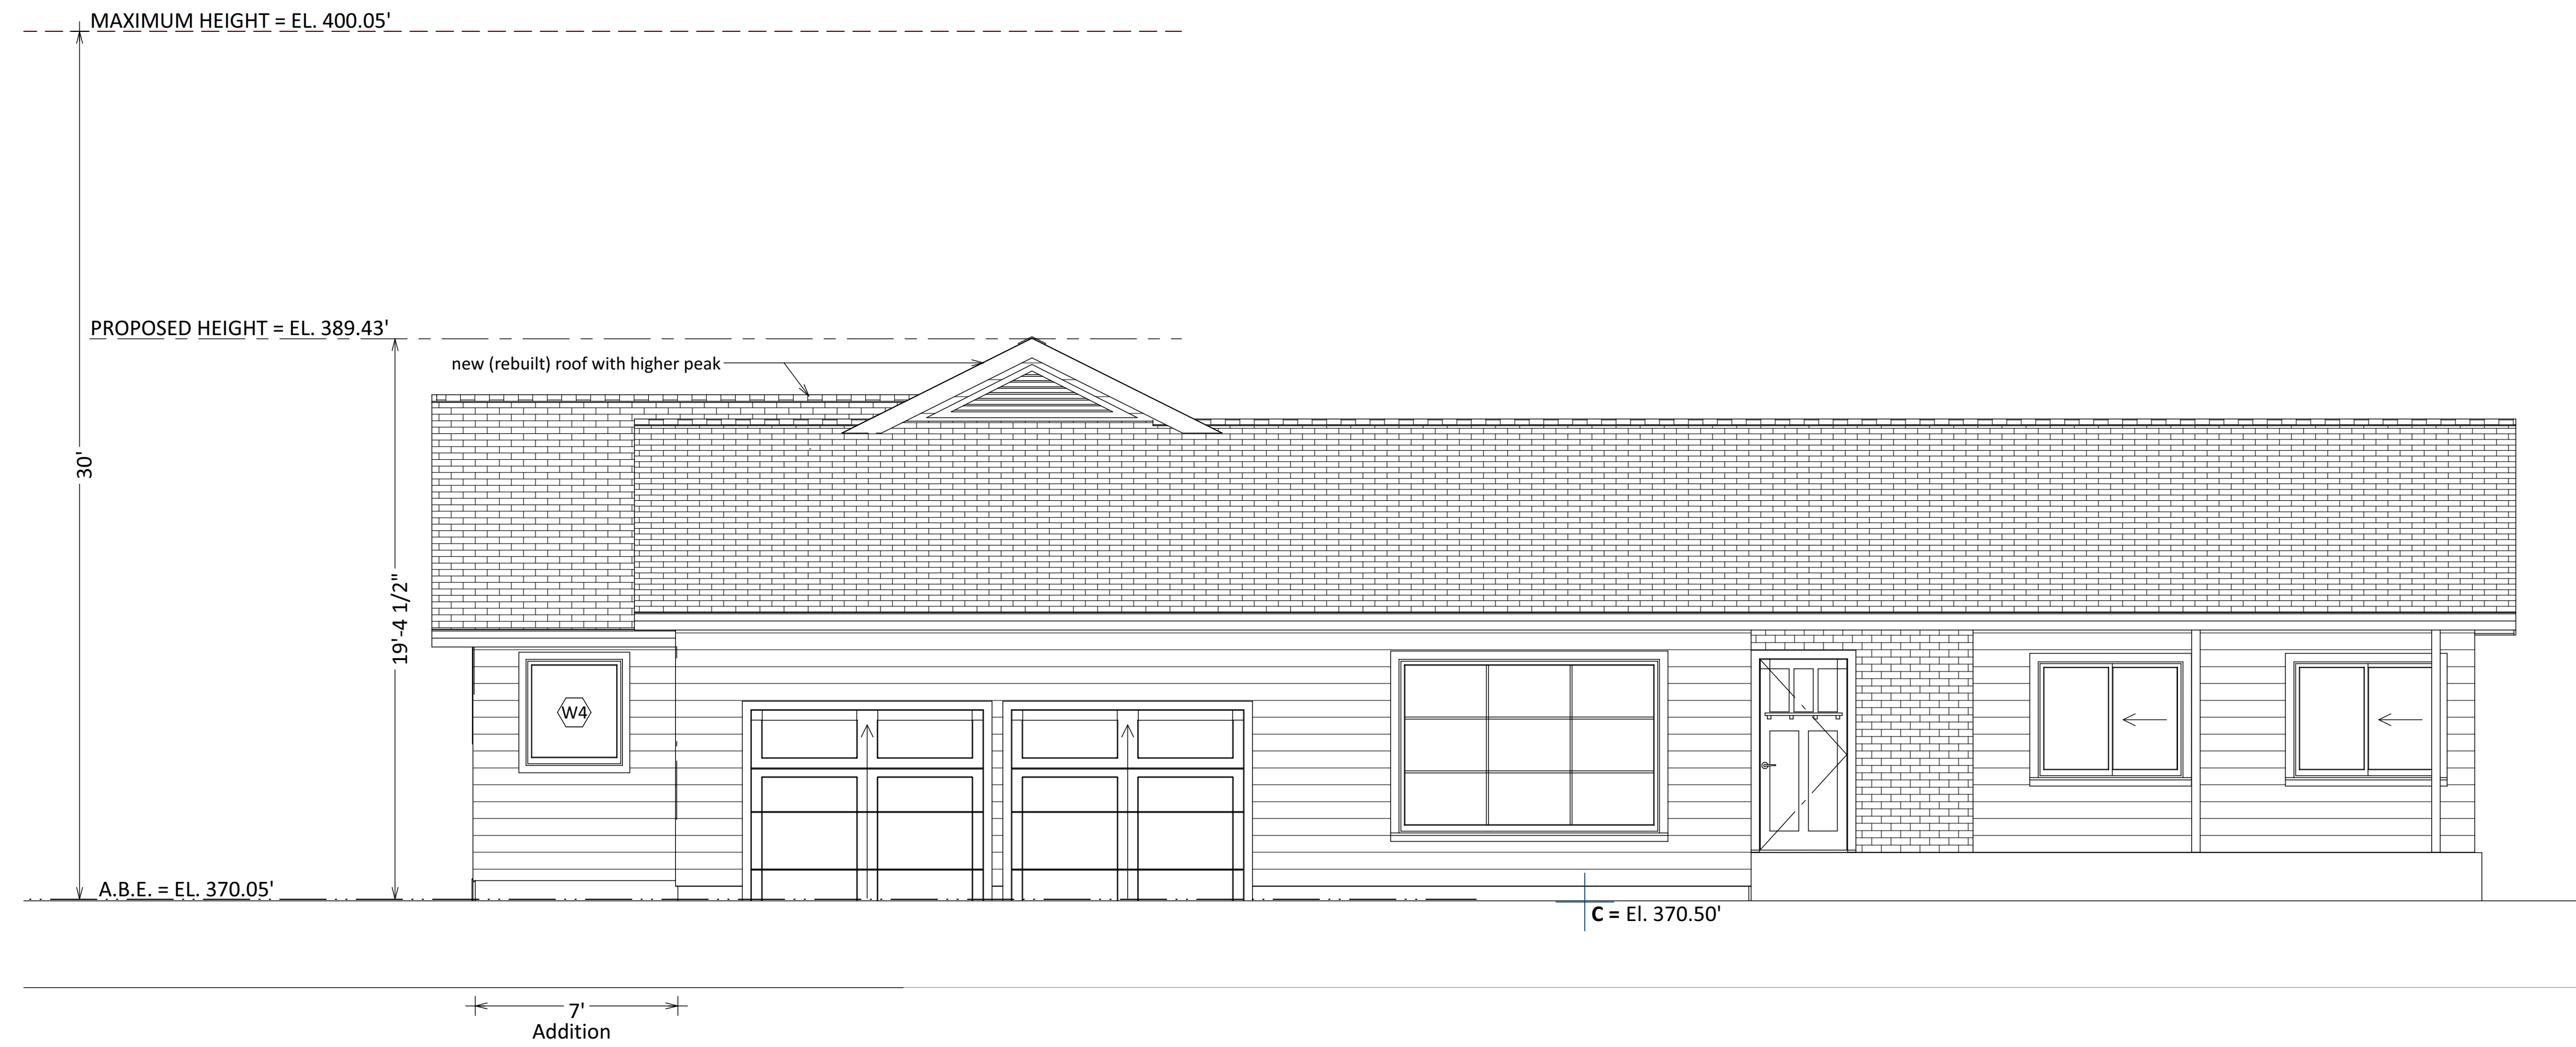 MAXIMUM HEIGHT = EL. 400.05'
PROPOSED HEIGHT = EL. 389.43'
new (rebuilt) roof with higher peak
30'
19'-4 1/2"
W4
A.B.E. = EL. 370.05'
C = El. 370.50'
7'
Addition